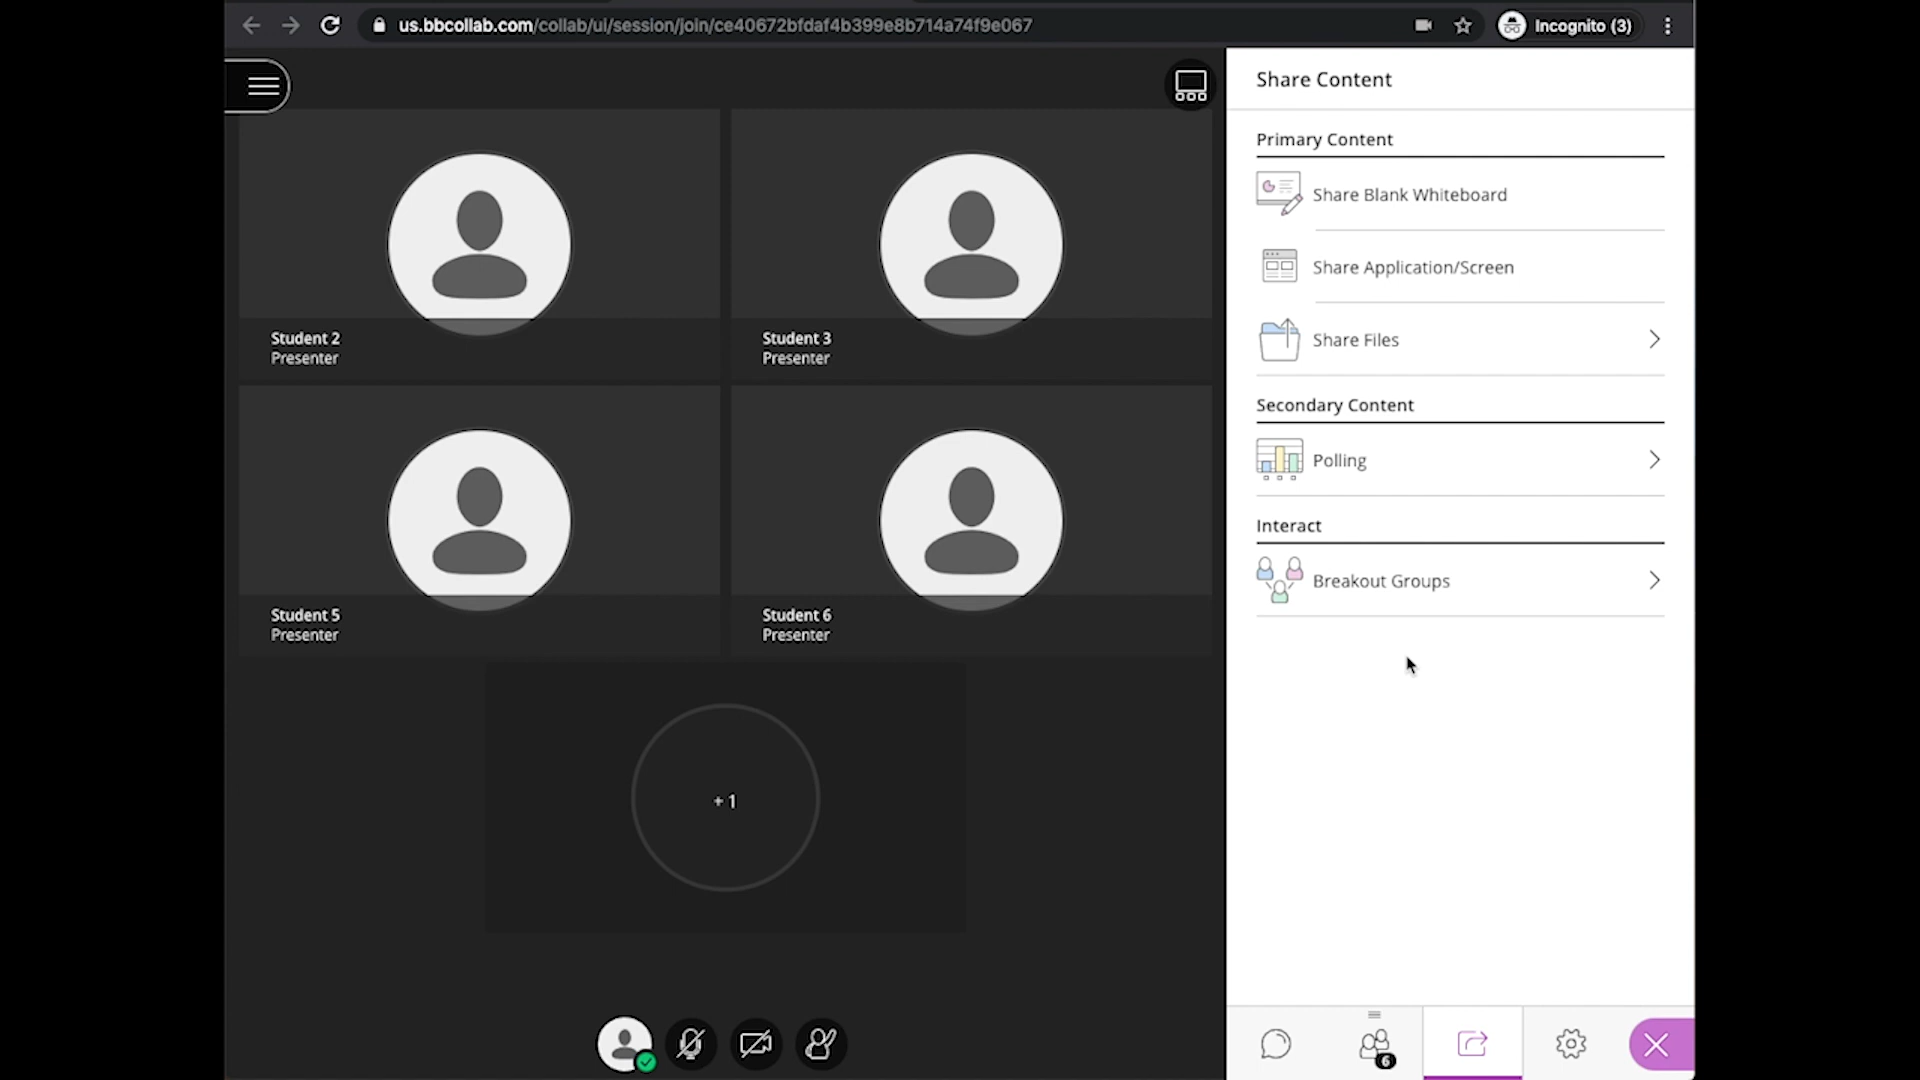 us.bbcollab.com/collab/ui/session/join/ce40672bfdaf4b399e8b714a74f9e067
Incognito (3)
Student 2
Presenter
Student 3
Presenter
Student 5
Presenter
Student 6
Presenter
+ 1
Share Content
Primary Content
Share Blank Whiteboard
Share Application/Screen
Share Files
Secondary Content
Polling
Interact
Breakout Groups
6